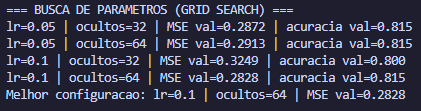 === BUSCA DE PARAMETROS (GRID SEARCH) ===
lr=0.05 | ocultos=32 | MSE val=0.2872 | acuracia val=0.815
lr=0.05 | ocultos=64 | MSE val=0.2913 | acuracia val=0.815
lr=0.1 | ocultos=32 | MSE val=0.3249 | acuracia val=0.800
lr=0.1 | ocultos=64 | MSE val=0.2828 | acuracia val=0.815
Melhor configuracao: lr=0.1 | ocultos=64 | MSE val=0.2828